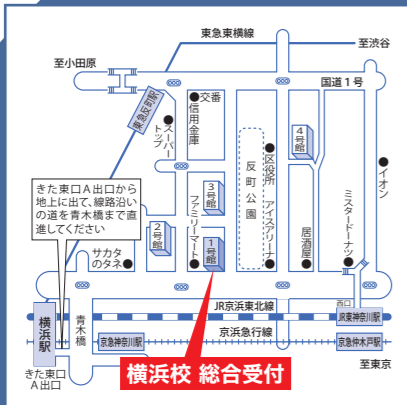 東急東横線
至渋谷
至小田原
国道1号
東急反町駅
交番
信用金庫
スーパー
トップ
4号館
区役所
アイスアリーナ
反町公園
イオン
3号館
ファミリーマート
2号館
1号館
居酒屋
ミスタードーナツ
きた東口A出口から
地上に出て、線路沿い
の道を青木橋まで直
進してください
サカタ
のタネ
JR京浜東北線
西口
JR東神奈川駅
横浜駅
青木橋
京浜急行線
京急神奈川駅
京急仲木戸駅
きた東口
A出口
横浜校 総合受付
至東京